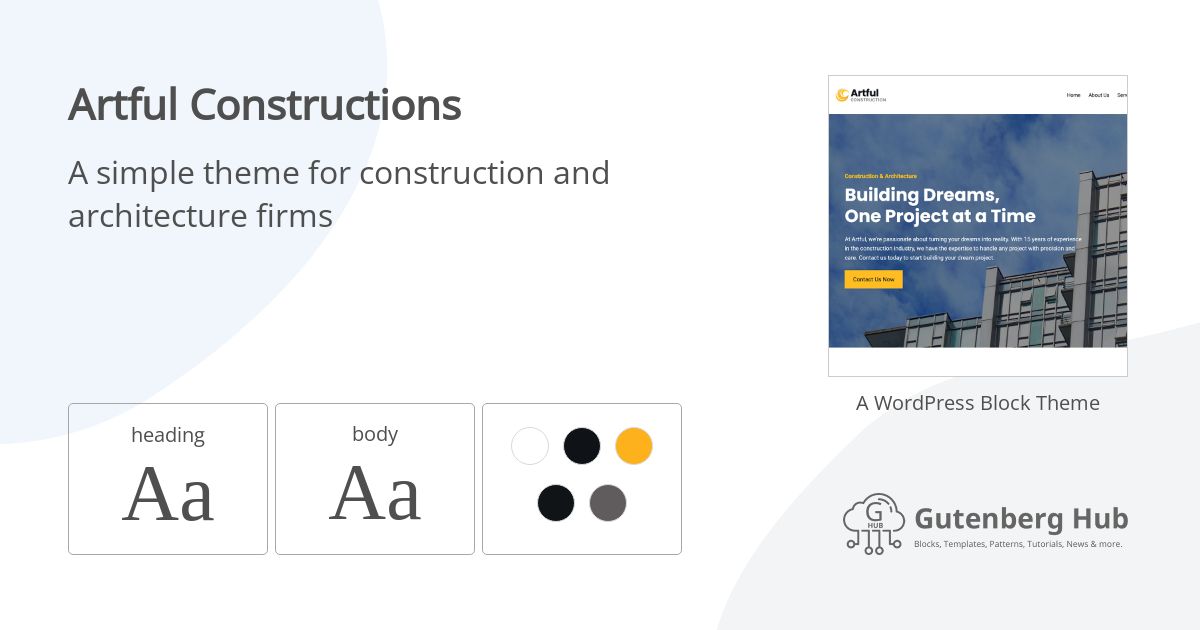 Artful Constructions
A simple theme for construction and
architecture firms
heading
Aa
body
Aa
Artful
CONSTRUCTION
Home About Us Serv
Construction & Architecture
Building Dreams,
One Project at a Time
At Artful, we're passionate about turning your dreams into reality. With 15 years of experience
in the construction industry, we have the expertise to handle any project with precision and
care. Contact us today to start building your dream project.
Contact Us Now
A WordPress Block Theme
G
HUB
Gutenberg Hub
Blocks, Templates, Patterns, Tutorials, News & more.